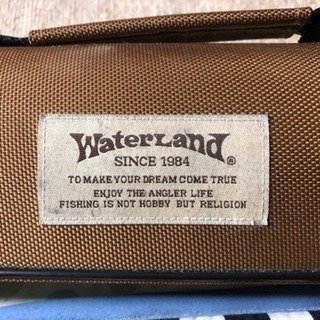 WaterLand®
SINCE 1984
TO MAKE YOUR DREAM COME TRUE
ENJOY THE ANGLER LIFE
FISHING IS NOT HOBBY BUT RELIGION